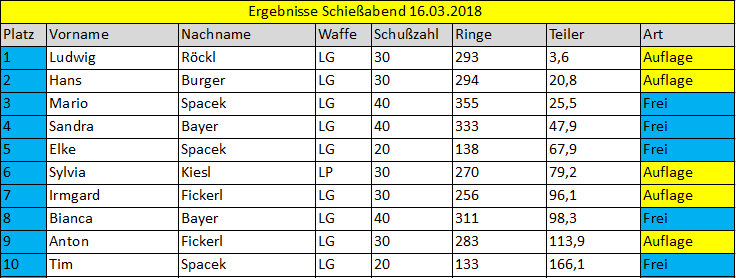 Ergebnisse Schießabend 16.03.2018
Platz Vorname Nachname Waffe Schußzahl Ringe Teiler Art
1 Ludwig Röckl LG 30 293 3,6 Auflage
2 Hans Burger LG 30 294 20,8 Auflage
3 Mario Spacek LG 40 355 25,5 Frei
4 Sandra Bayer LG 40 333 47,9 Frei
5 Elke Spacek LG 20 138 67,9 Frei
6 Sylvia Kiesl LP 30 270 79,2 Auflage
7 Irmgard Fickerl LG 30 256 96,1 Auflage
8 Bianca Bayer LG 40 311 98,3 Frei
9 Anton Fickerl LG 30 283 113,9 Auflage
10 Tim Spacek LG 20 133 166,1 Frei